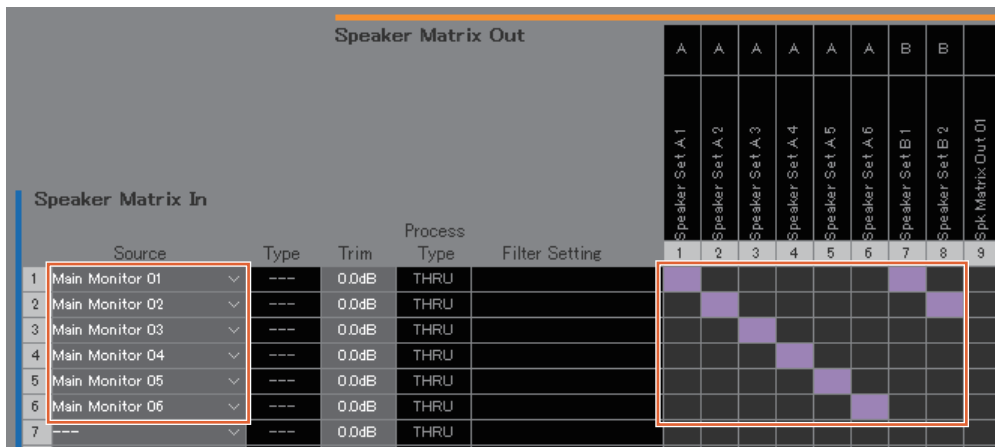 Speaker Matrix Out
A A A A A A B B
Speaker Set A 1
Speaker Set A 2
Speaker Set A 3
Speaker Set A 4
Speaker Set A 5
Speaker Set A 6
Speaker Set B 1
Speaker Set B 2
Spk Matrix Out 01
Speaker Matrix In
Source Type Trim Process Type Filter Setting 1 2 3 4 5 6 7 8 9
1 Main Monitor 01 --- 0.0dB THRU
2 Main Monitor 02 --- 0.0dB THRU
3 Main Monitor 03 --- 0.0dB THRU
4 Main Monitor 04 --- 0.0dB THRU
5 Main Monitor 05 --- 0.0dB THRU
6 Main Monitor 06 --- 0.0dB THRU
7 --- --- 0.0dB THRU